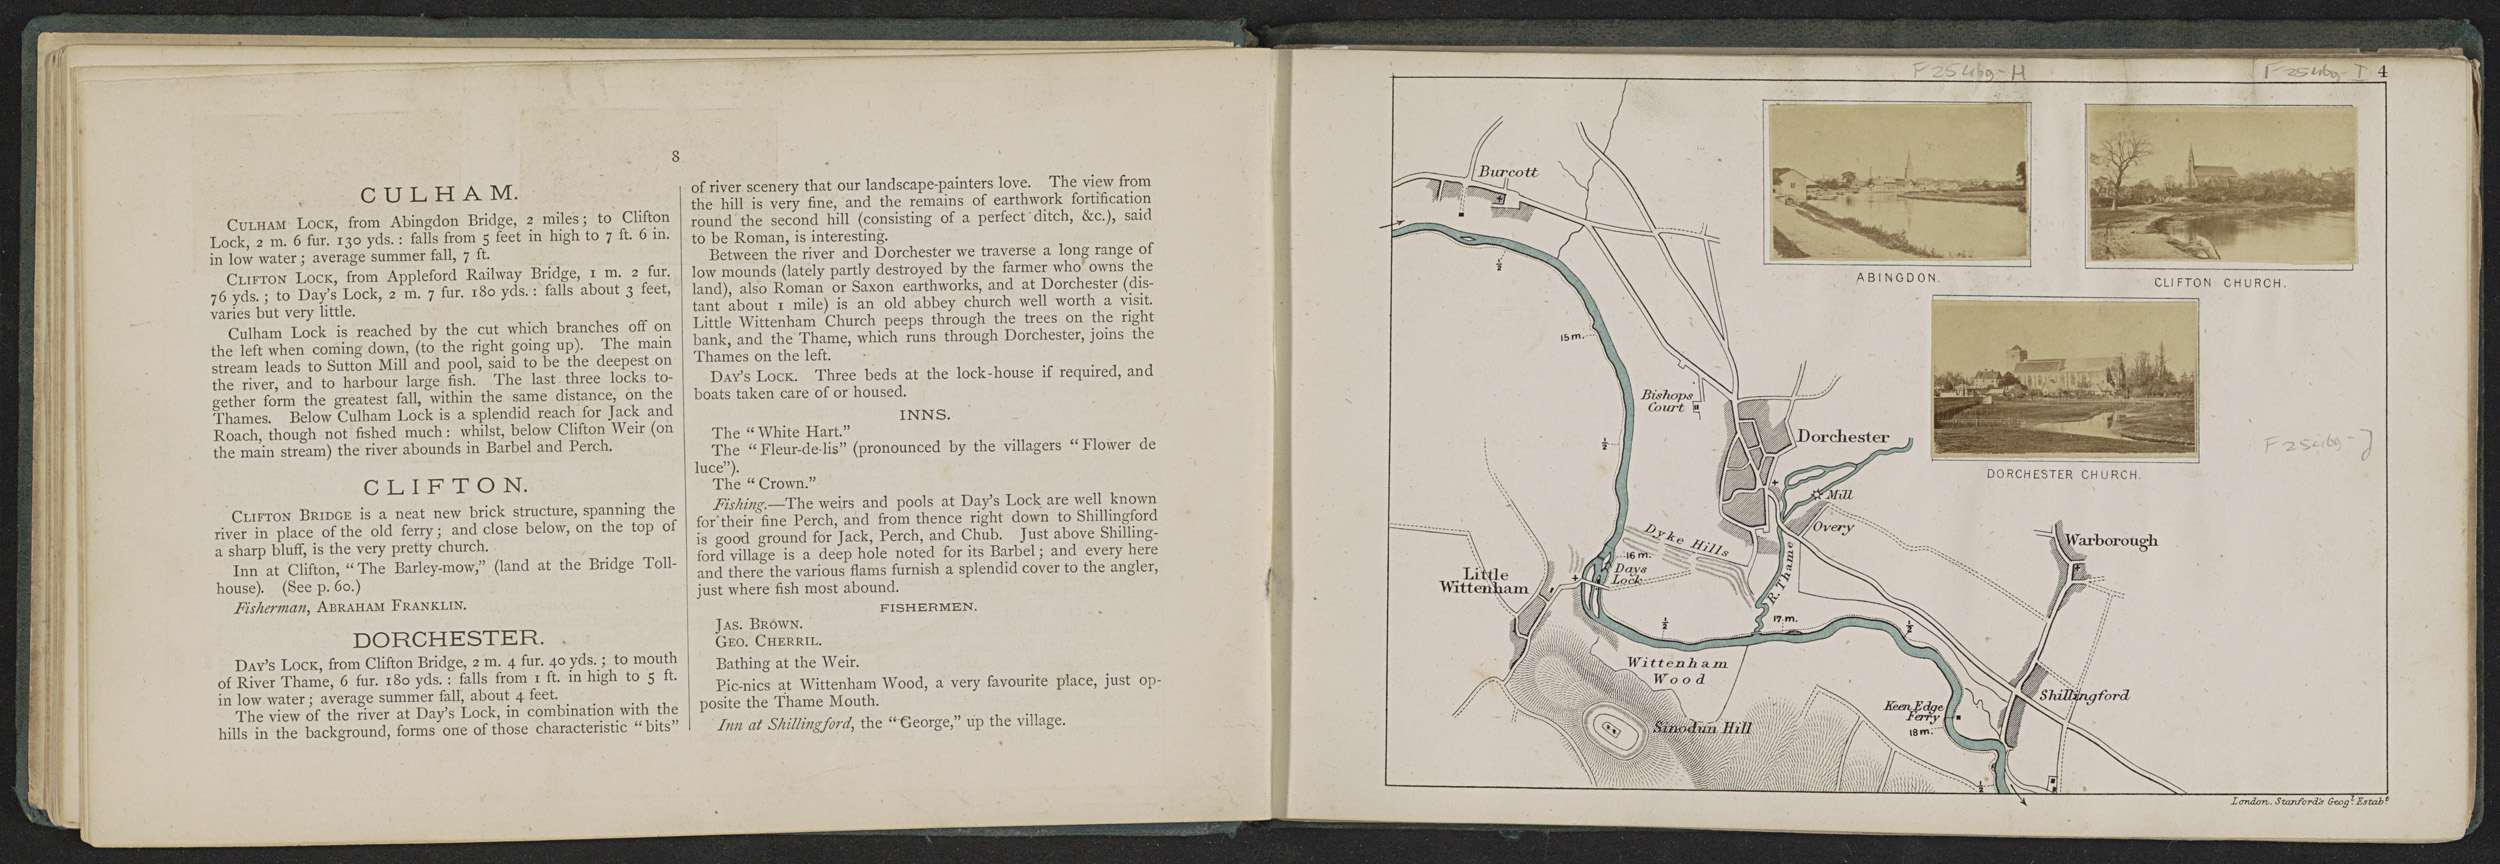 8
CULHAM.
CULHAM LOCK, from Abingdon Bridge, 2 miles; to Clifton
Lock, 2 m. 6 fur. 130 yds.: falls from 5 feet in high to 7 ft. 6 in.
in low water; average summer fall, 7 ft.
CLIFTON LOCK, from Appleford Railway Bridge, 1 m. 2 fur.
76 yds.; to Day's Lock, 2 m. 7 fur. 180 yds.: falls about 3 feet,
varies but very little.
Culham Lock is reached by the cut which branches off on
the left when coming down, (to the right going up). The main
stream leads to Sutton Mill and pool, said to be the deepest on
the river, and to harbour large fish. The last three locks to-
gether form the greatest fall, within the same distance, on the
Thames. Below Culham Lock is a splendid reach for Jack and
Roach, though not fished much: whilst, below Clifton Weir (on
the main stream) the river abounds in Barbel and Perch.
CLIFTON.
CLIFTON BRIDGE is a neat new brick structure, spanning the
river in place of the old ferry; and close below, on the top of
a sharp bluff, is the very pretty church.
Inn at Clifton, "The Barley-mow," (land at the Bridge Toll-
house). (See p. 60.)
Fisherman, ABRAHAM FRANKLIN.
DORCHESTER.
DAY'S LOCK, from Clifton Bridge, 2 m. 4 fur. 40 yds.; to mouth
of River Thame, 6 fur. 180 yds.: falls from 1 ft. in high to 5 ft.
in low water; average summer fall, about 4 feet.
The view of the river at Day's Lock, in combination with the
hills in the background, forms one of those characteristic "bits"
of river scenery that our landscape-painters love. The view from
the hill is very fine, and the remains of earthwork fortification
round the second hill (consisting of a perfect ditch, &c.), said
to be Roman, is interesting.
Between the river and Dorchester we traverse a long range of
low mounds (lately partly destroyed by the farmer who owns the
land), also Roman or Saxon earthworks, and at Dorchester (dis-
tant about 1 mile) is an old abbey church well worth a visit.
Little Wittenham Church peeps through the trees on the right
bank, and the Thame, which runs through Dorchester, joins the
Thames on the left.
DAY'S LOCK. Three beds at the lock-house if required, and
boats taken care of or housed.
INNS.
The "White Hart."
The "Fleur-de-lis" (pronounced by the villagers "Flower de
luce").
The "Crown."
Fishing.—The weirs and pools at Day's Lock are well known
for their fine Perch, and from thence right down to Shillingford
is good ground for Jack, Perch, and Chub. Just above Shilling-
ford village is a deep hole noted for its Barbel; and every here
and there the various flams furnish a splendid cover to the angler,
just where fish most abound.
FISHERMEN.
JAS. BROWN.
GEO. CHERRIL.
Bathing at the Weir.
Pic-nics at Wittenham Wood, a very favourite place, just op-
posite the Thame Mouth.
Inn at Shillingford, the "George," up the village.
F2546g-H
F2546g-I
4
Burcott
ABINGDON.
CLIFTON CHURCH.
½
15 m.
Bishops
Court
Dorchester
DORCHESTER CHURCH.
F2546g-J
½
Mill
Overy
Dyke Hills
Warborough
16 m.
Days
Lock
Little
Wittenham
R. Thame
½
17 m.
½
Wittenham
Wood
Shillingford
Keen Edge
Ferry
18 m.
Sinodun Hill
½
London. Stanford's Geogl. Estabt